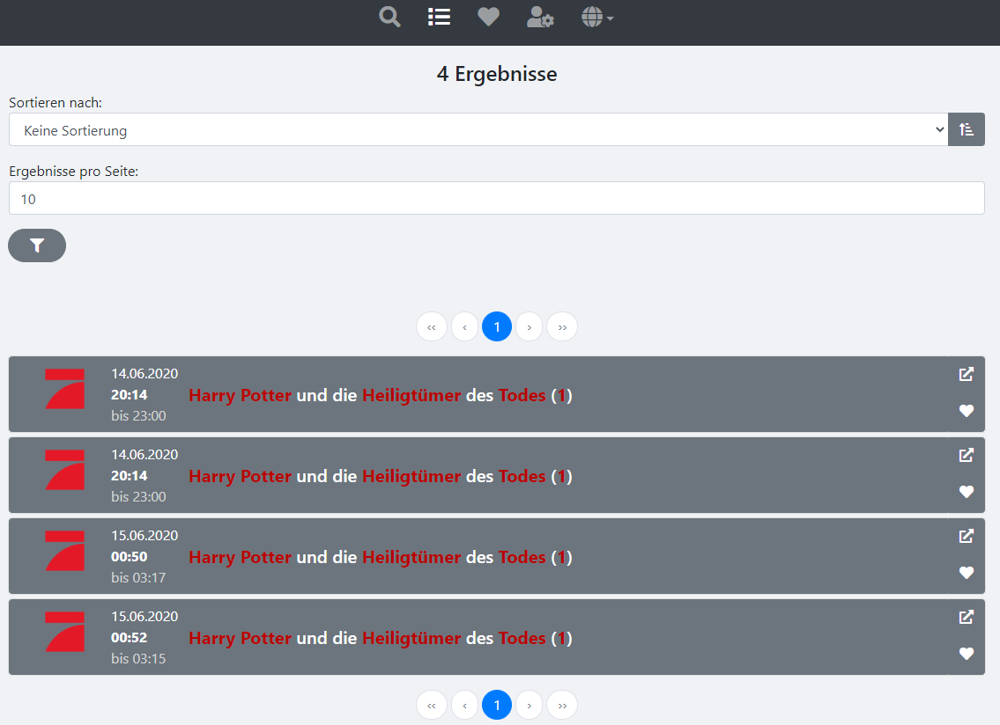 4 Ergebnisse
Sortieren nach:
Keine Sortierung
Ergebnisse pro Seite:
10
‹‹ ‹ 1 › ››
14.06.2020
20:14
bis 23:00
Harry Potter und die Heiligtümer des Todes (1)
14.06.2020
20:14
bis 23:00
Harry Potter und die Heiligtümer des Todes (1)
15.06.2020
00:50
bis 03:17
Harry Potter und die Heiligtümer des Todes (1)
15.06.2020
00:52
bis 03:15
Harry Potter und die Heiligtümer des Todes (1)
‹‹ ‹ 1 › ››